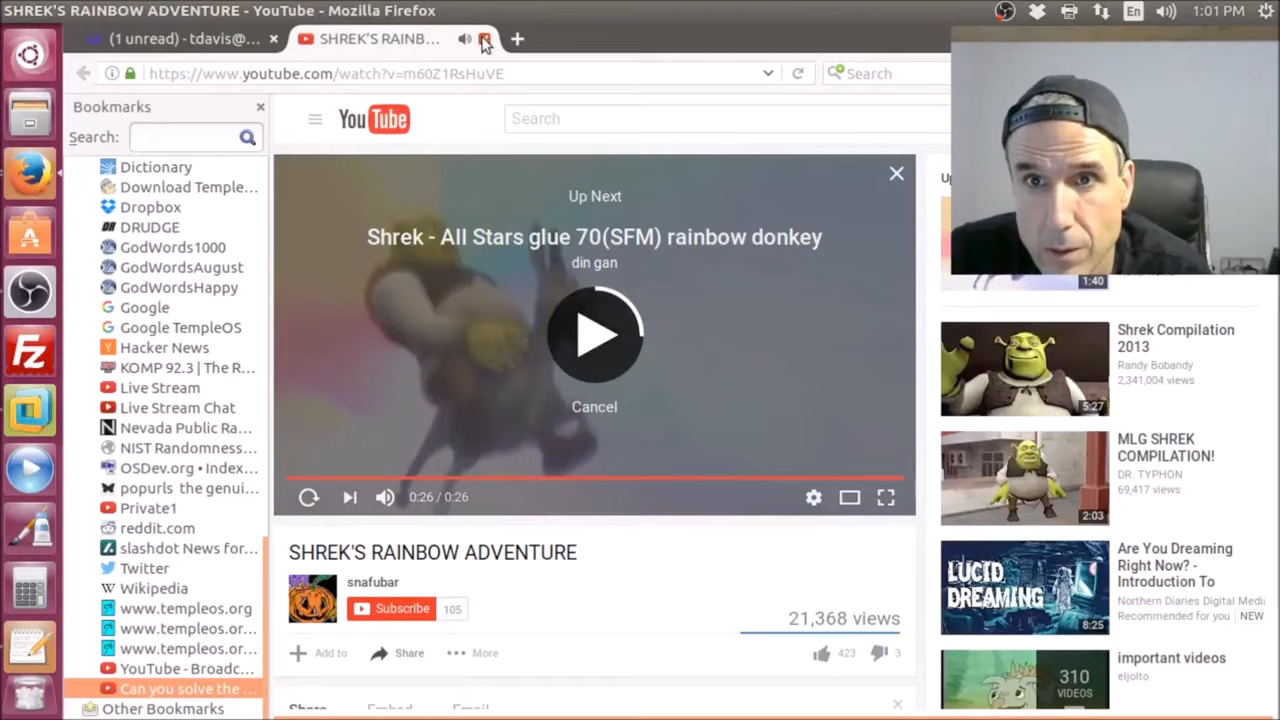 SHREK'S RAINBOW ADVENTURE - YouTube - Mozilla Firefox
En
1:01 PM
(1 unread) - tdavis@...
SHREK'S RAINB...
https://www.youtube.com/watch?v=m60Z1RsHuVE
Search
Bookmarks
Search:
Dictionary
Download Temple...
Dropbox
DR DRUDGE
GodWords1000
GodWordsAugust
GodWordsHappy
Google
Google TempleOS
Hacker News
KOMP 92.3 | The R...
Live Stream
Live Stream Chat
Nevada Public Ra...
NIST Randomness...
OSDev.org • Index...
popurls the genui...
Private1
reddit.com
slashdot News for...
Twitter
Wikipedia
www.templeos.org
www.templeos.or...
www.templeos.or...
YouTube - Broadc...
Can you solve the ...
Other Bookmarks
YouTube
Search
Up Next
Shrek - All Stars glue 70(SFM) rainbow donkey
din gan
Cancel
0:26 / 0:26
SHREK'S RAINBOW ADVENTURE
snafubar
Subscribe 105
21,368 views
Add to
Share
More
423
3
Share
Embed
Email
1:40
Shrek Compilation
2013
Randy Bobandy
2,341,004 views
5:27
MLG SHREK
COMPILATION!
DR. TYPHON
69,417 views
2:03
LUCID
DREAMING
8:25
Are You Dreaming
Right Now? -
Introduction To
Northern Diaries Digital Medi
Recommended for you NEW
310
VIDEOS
important videos
eljolto